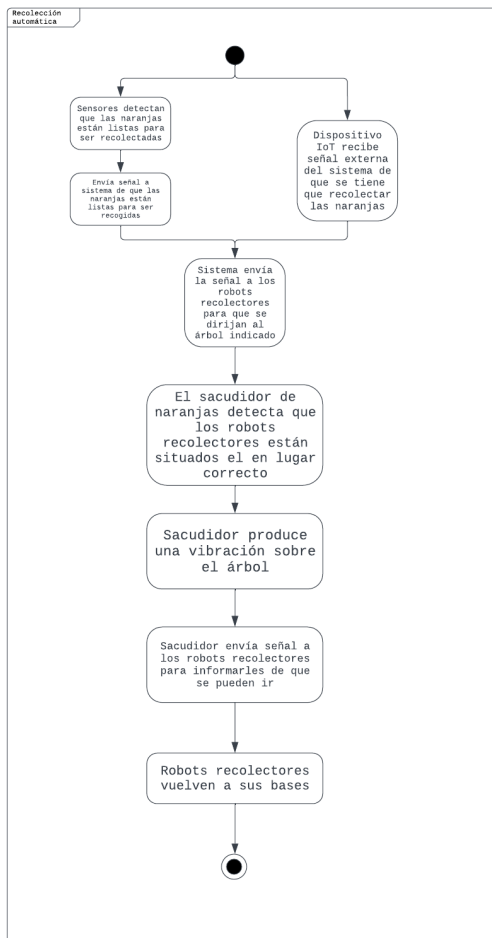 Recolección
automática
Sensores detectan
que las naranjas
están listas para
ser recolectadas
Dispositivo
IoT recibe
señal externa
del sistema de
que se tiene
que recolectar
las naranjas
Envía señal a
sistema de que las
naranjas están
listas para ser
recogidas
Sistema envía
la señal a los
robots
recolectores
para que se
dirijan al
árbol indicado
El sacudidor de
naranjas detecta que
los robots
recolectores están
situados el en lugar
correcto
Sacudidor produce
una vibración sobre
el árbol
Sacudidor envía señal a
los robots recolectores
para informarles de que
se pueden ir
Robots recolectores
vuelven a sus bases